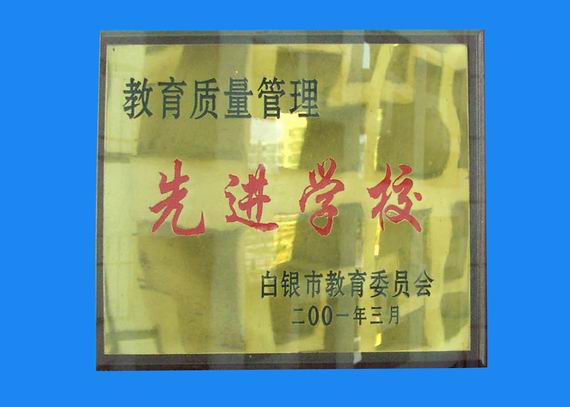 教育质量管理
先进学校
白银市教育委员会
二00一年三月